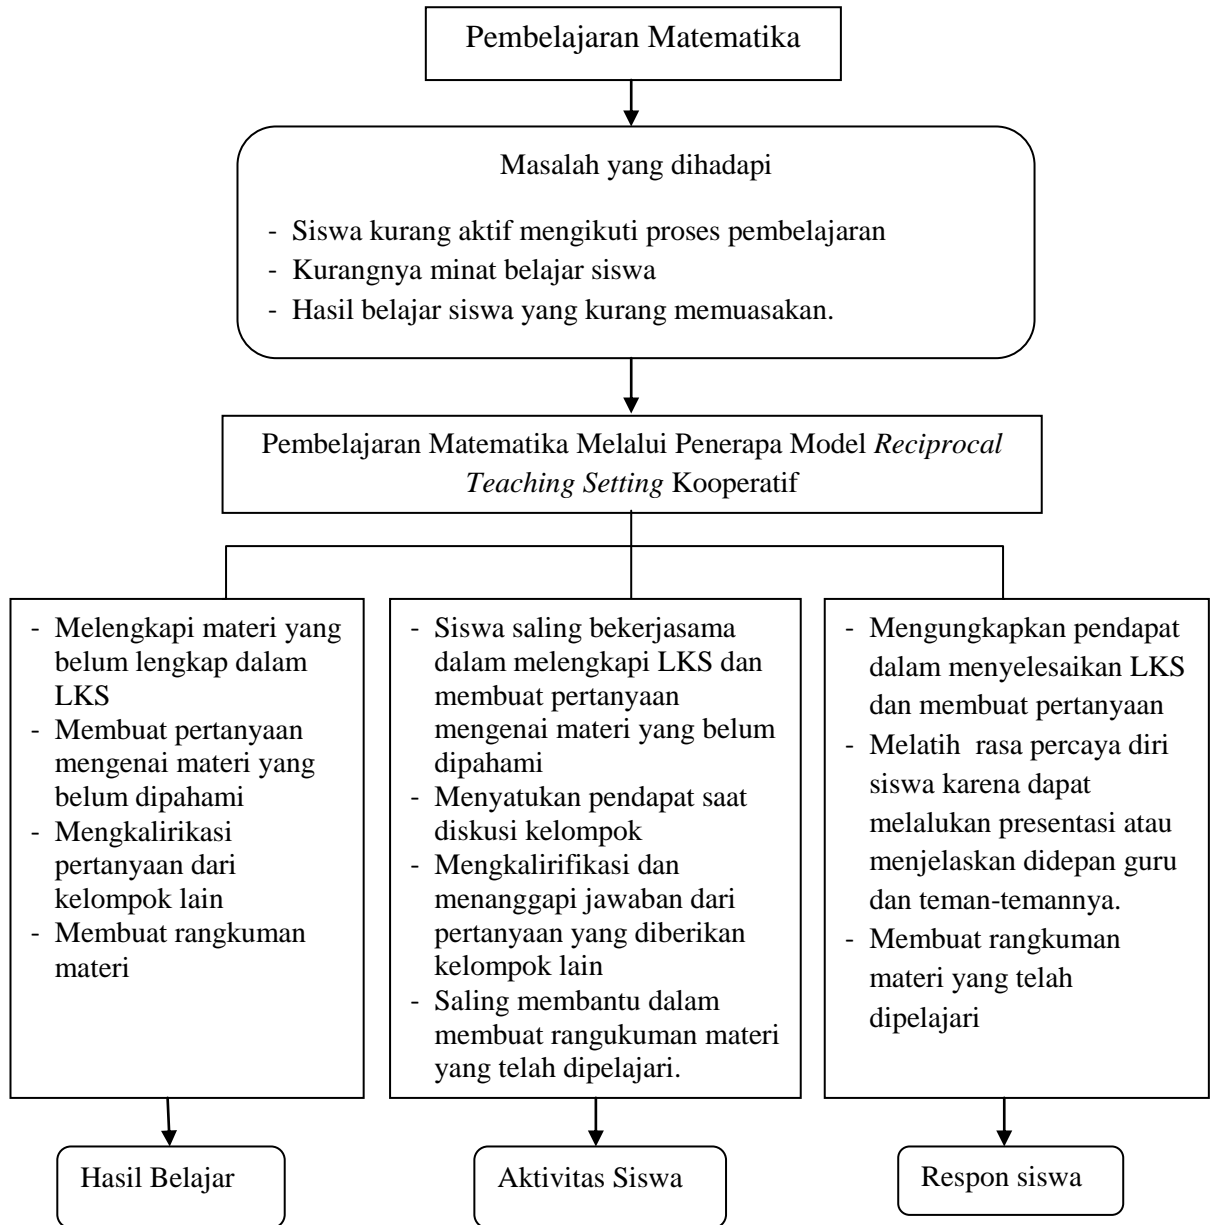 Pembelajaran Matematika
Masalah yang dihadapi
- Siswa kurang aktif mengikuti proses pembelajaran
- Kurangnya minat belajar siswa
- Hasil belajar siswa yang kurang memuasakan.
Pembelajaran Matematika Melalui Penerapa Model Reciprocal
Teaching Setting Kooperatif
- Melengkapi materi yang
belum lengkap dalam
LKS
- Membuat pertanyaan
mengenai materi yang
belum dipahami
- Mengkalirikasi
pertanyaan dari
kelompok lain
- Membuat rangkuman
materi
- Siswa saling bekerjasama
dalam melengkapi LKS dan
membuat pertanyaan
mengenai materi yang belum
dipahami
- Menyatukan pendapat saat
diskusi kelompok
- Mengkalirifikasi dan
menanggapi jawaban dari
pertanyaan yang diberikan
kelompok lain
- Saling membantu dalam
membuat rangukuman materi
yang telah dipelajari.
- Mengungkapkan pendapat
dalam menyelesaikan LKS
dan membuat pertanyaan
- Melatih rasa percaya diri
siswa karena dapat
melalukan presentasi atau
menjelaskan didepan guru
dan teman-temannya.
- Membuat rangkuman
materi yang telah
dipelajari
Hasil Belajar
Aktivitas Siswa
Respon siswa